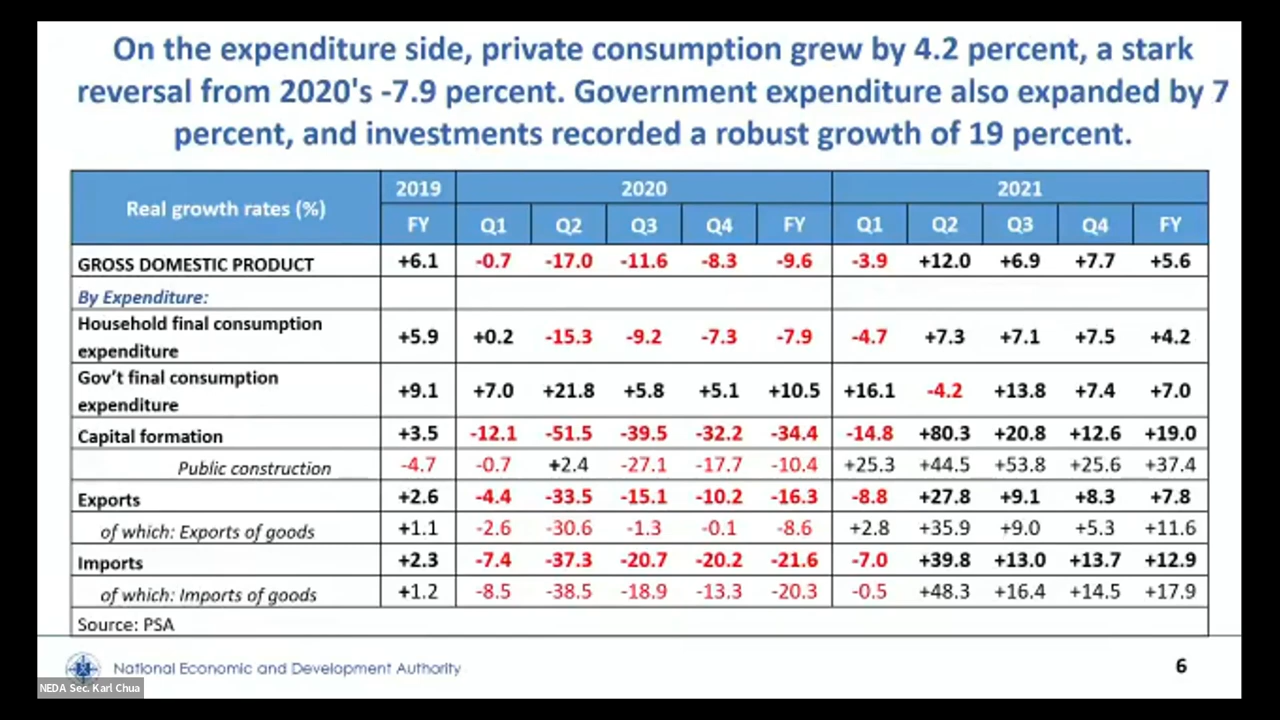 On the expenditure side, private consumption grew by 4.2 percent, a stark
reversal from 2020's -7.9 percent. Government expenditure also expanded by 7
percent, and investments recorded a robust growth of 19 percent.
Real growth rates (%) 2019 2020 2021
FY Q1 Q2 Q3 Q4 FY Q1 Q2 Q3 Q4 FY
GROSS DOMESTIC PRODUCT +6.1 -0.7 -17.0 -11.6 -8.3 -9.6 -3.9 +12.0 +6.9 +7.7 +5.6
By Expenditure:
Household final consumption
expenditure +5.9 +0.2 -15.3 -9.2 -7.3 -7.9 -4.7 +7.3 +7.1 +7.5 +4.2
Gov't final consumption
expenditure +9.1 +7.0 +21.8 +5.8 +5.1 +10.5 +16.1 -4.2 +13.8 +7.4 +7.0
Capital formation +3.5 -12.1 -51.5 -39.5 -32.2 -34.4 -14.8 +80.3 +20.8 +12.6 +19.0
Public construction -4.7 -0.7 +2.4 -27.1 -17.7 -10.4 +25.3 +44.5 +53.8 +25.6 +37.4
Exports +2.6 -4.4 -33.5 -15.1 -10.2 -16.3 -8.8 +27.8 +9.1 +8.3 +7.8
of which: Exports of goods +1.1 -2.6 -30.6 -1.3 -0.1 -8.6 +2.8 +35.9 +9.0 +5.3 +11.6
Imports +2.3 -7.4 -37.3 -20.7 -20.2 -21.6 -7.0 +39.8 +13.0 +13.7 +12.9
of which: Imports of goods +1.2 -8.5 -38.5 -18.9 -13.3 -20.3 -0.5 +48.3 +16.4 +14.5 +17.9
Source: PSA
National Economic and Development Authority
6
NEDA Sec. Karl Chua